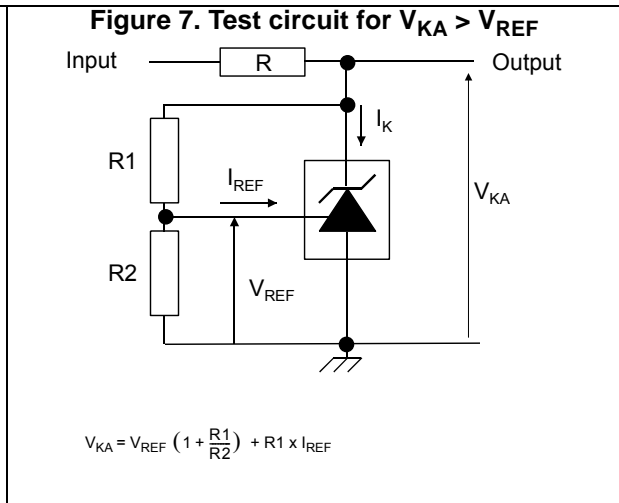 Figure 7. Test circuit for VKA > VREF
Input
R
Output
IK
R1
IREF
VKA
R2
VREF
VKA = VREF (1 + R1/R2) + R1 x IREF